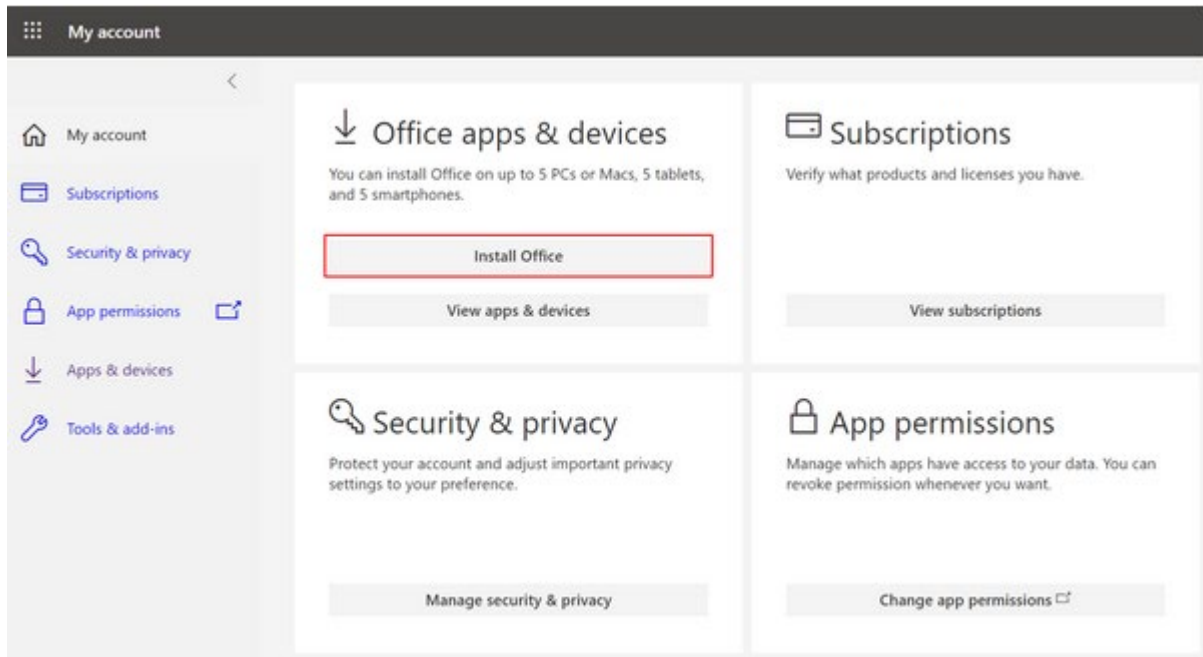 My account
My account
Subscriptions
Security & privacy
App permissions
Apps & devices
Tools & add-ins
Office apps & devices
You can install Office on up to 5 PCs or Macs, 5 tablets,
and 5 smartphones.
Install Office
View apps & devices
Subscriptions
Verify what products and licenses you have.
View subscriptions
Security & privacy
Protect your account and adjust important privacy
settings to your preference.
Manage security & privacy
App permissions
Manage which apps have access to your data. You can
revoke permission whenever you want.
Change app permissions